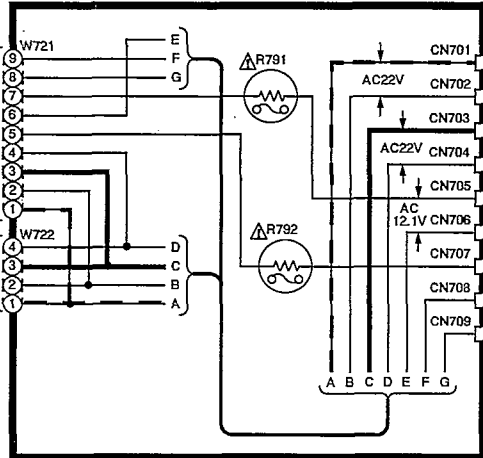 W721
9
8
7
6
5
4
3
2
1
W722
4
3
2
1
E
F
G
D
C
B
A
⚠R791
⚠R792
AC22V
AC22V
AC
12.1V
CN701
CN702
CN703
CN704
CN705
CN706
CN707
CN708
CN709
A B C D E F G